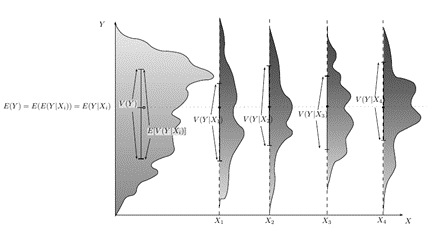 Y
E(Y) = E(E(Y|X_i)) = E(Y|X_i)
V(Y)
E[V(Y|X_i)]
V(Y|X_1)
V(Y|X_2)
V(Y|X_3)
V(Y|X_4)
X_1
X_2
X_3
X_4
X